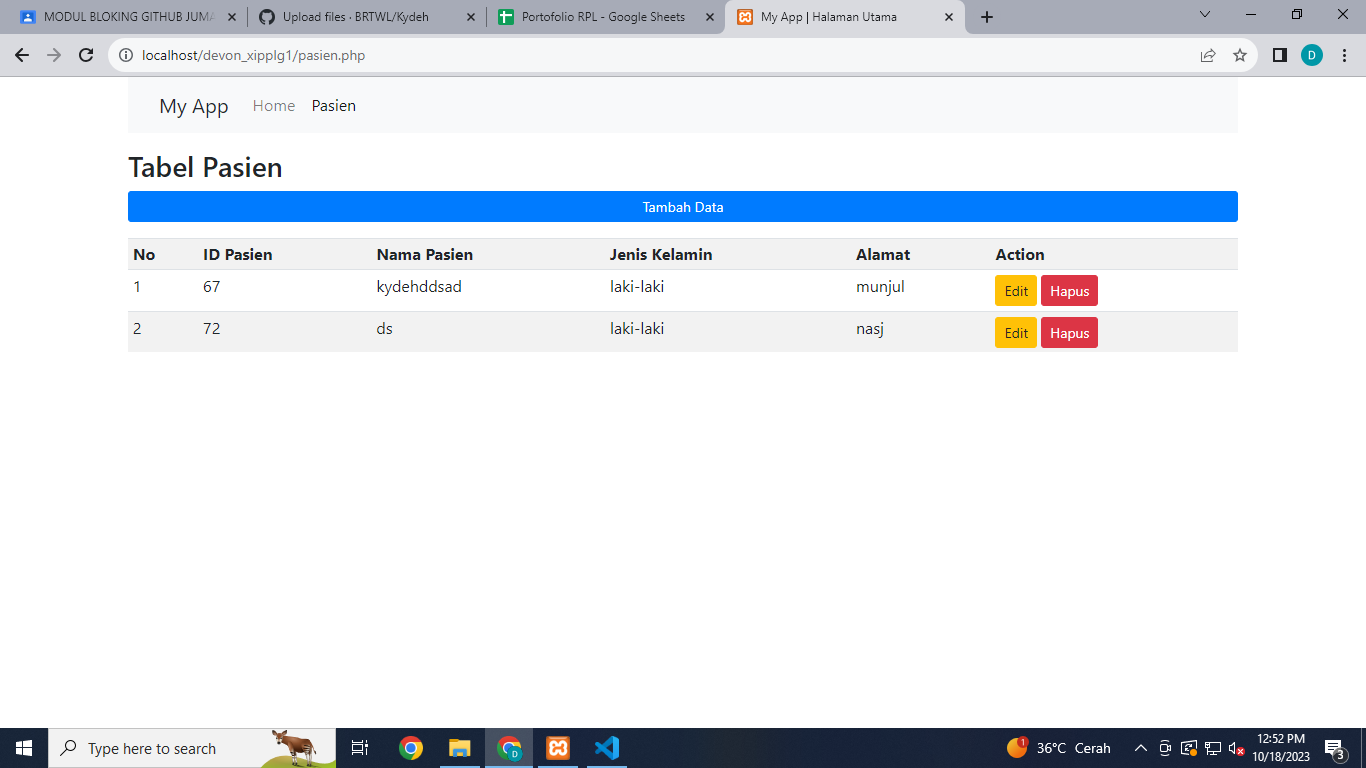 MODUL BLOKING GITHUB JUMA
Upload files · BRTWL/Kydeh
Portofolio RPL - Google Sheets
My App | Halaman Utama
localhost/devon_xipplg1/pasien.php
D
My App Home Pasien
Tabel Pasien
Tambah Data
No ID Pasien Nama Pasien Jenis Kelamin Alamat Action
1 67 kydehddsad laki-laki munjul Edit Hapus
2 72 ds laki-laki nasj Edit Hapus
Type here to search
D
1
36°C Cerah
12:52 PM
10/18/2023
3